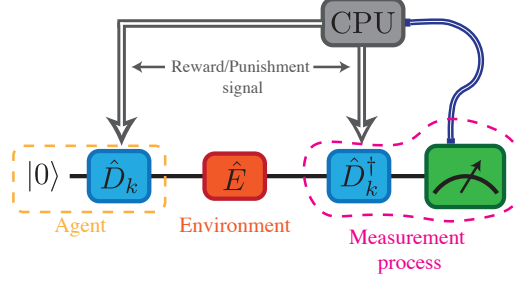 CPU
Reward/Punishment
signal
|0⟩ D̂ₖ Ê D̂ₖ†
Agent
Environment
Measurement
process